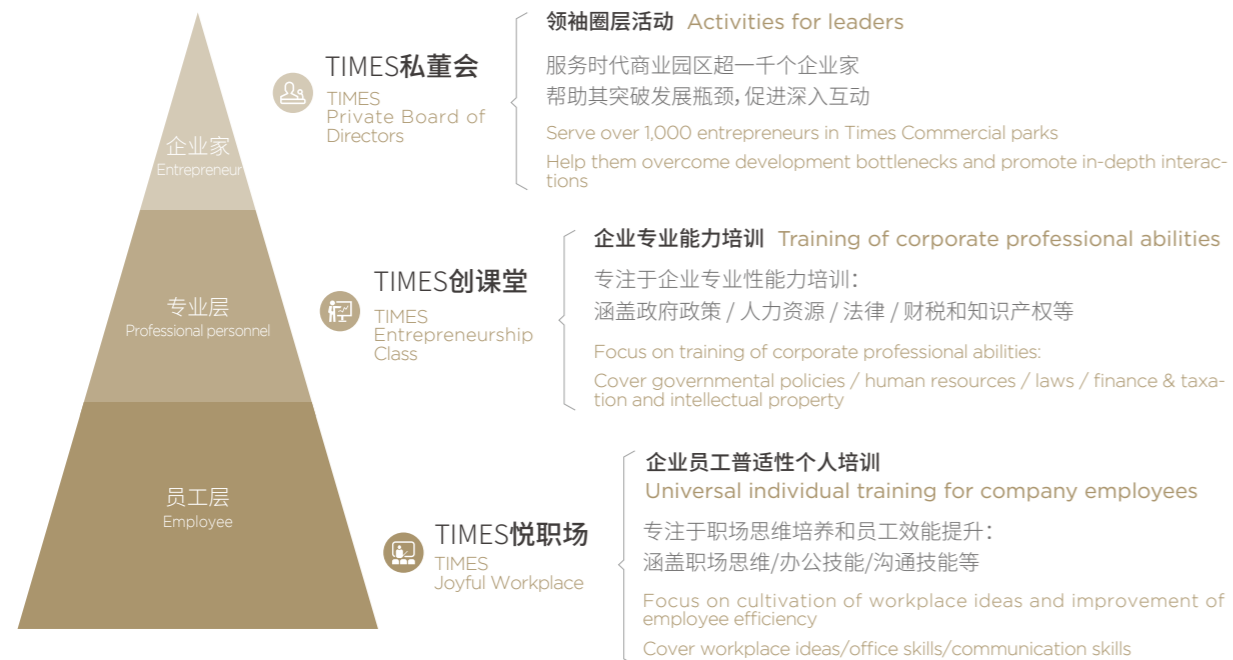 企业家
Entrepreneur
TIMES私董会
TIMES
Private Board of
Directors
领袖圈层活动 Activities for leaders
服务时代商业园区超一千个企业家
帮助其突破发展瓶颈，促进深入互动
Serve over 1,000 entrepreneurs in Times Commercial parks
Help them overcome development bottlenecks and promote in-depth interac-
tions
专业层
Professional personnel
TIMES创课堂
TIMES
Entrepreneurship
Class
企业专业能力培训 Training of corporate professional abilities
专注于企业专业性能力培训：
涵盖政府政策 / 人力资源 / 法律 / 财税和知识产权等
Focus on training of corporate professional abilities:
Cover governmental policies / human resources / laws / finance & taxa-
tion and intellectual property
员工层
Employee
TIMES悦职场
TIMES
Joyful Workplace
企业员工普适性个人培训
Universal individual training for company employees
专注于职场思维培养和员工效能提升：
涵盖职场思维/办公技能/沟通技能等
Focus on cultivation of workplace ideas and improvement of
employee efficiency
Cover workplace ideas/office skills/communication skills